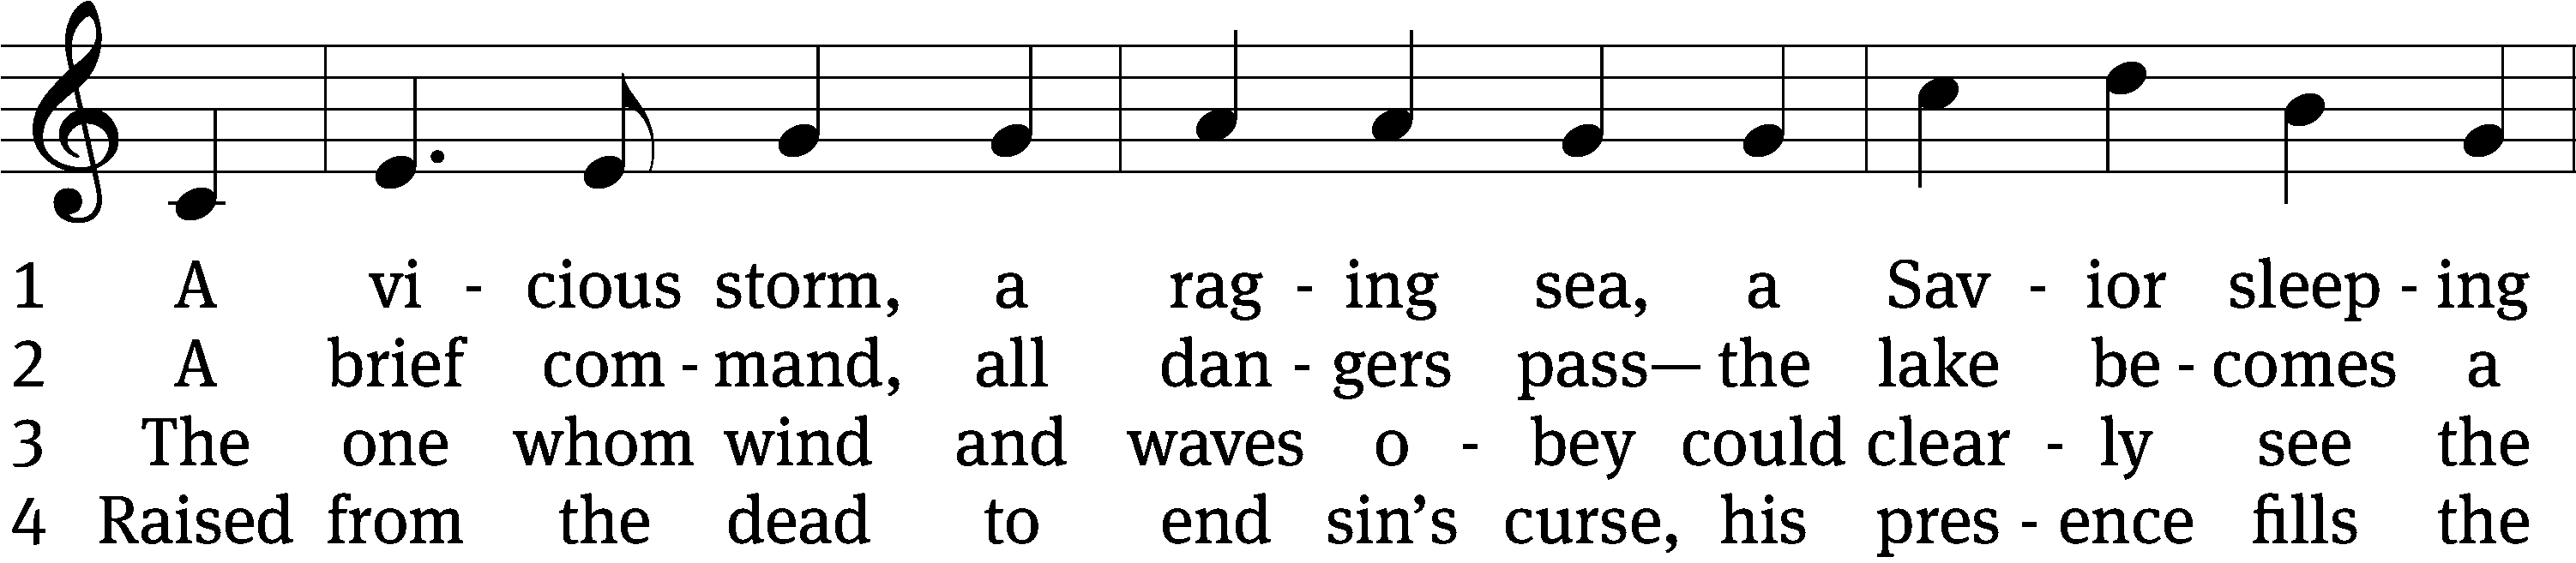 1 A vi - cious storm, a rag - ing sea, a Sav - ior sleep - ing
2 A brief com - mand, all dan - gers pass— the lake be - comes a
3 The one whom wind and waves o - bey could clear - ly see the
4 Raised from the dead to end sin’s curse, his pres - ence fills the